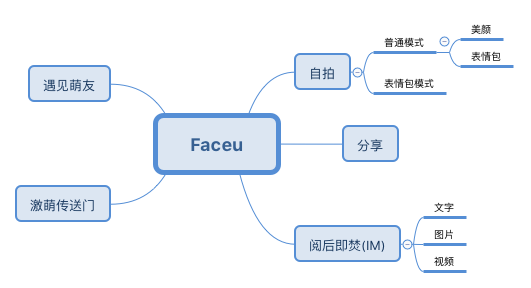 美颜
普通模式
表情包
自拍
表情包模式
遇见萌友
Faceu
分享
激萌传送门
文字
阅后即焚(IM)
图片
视频